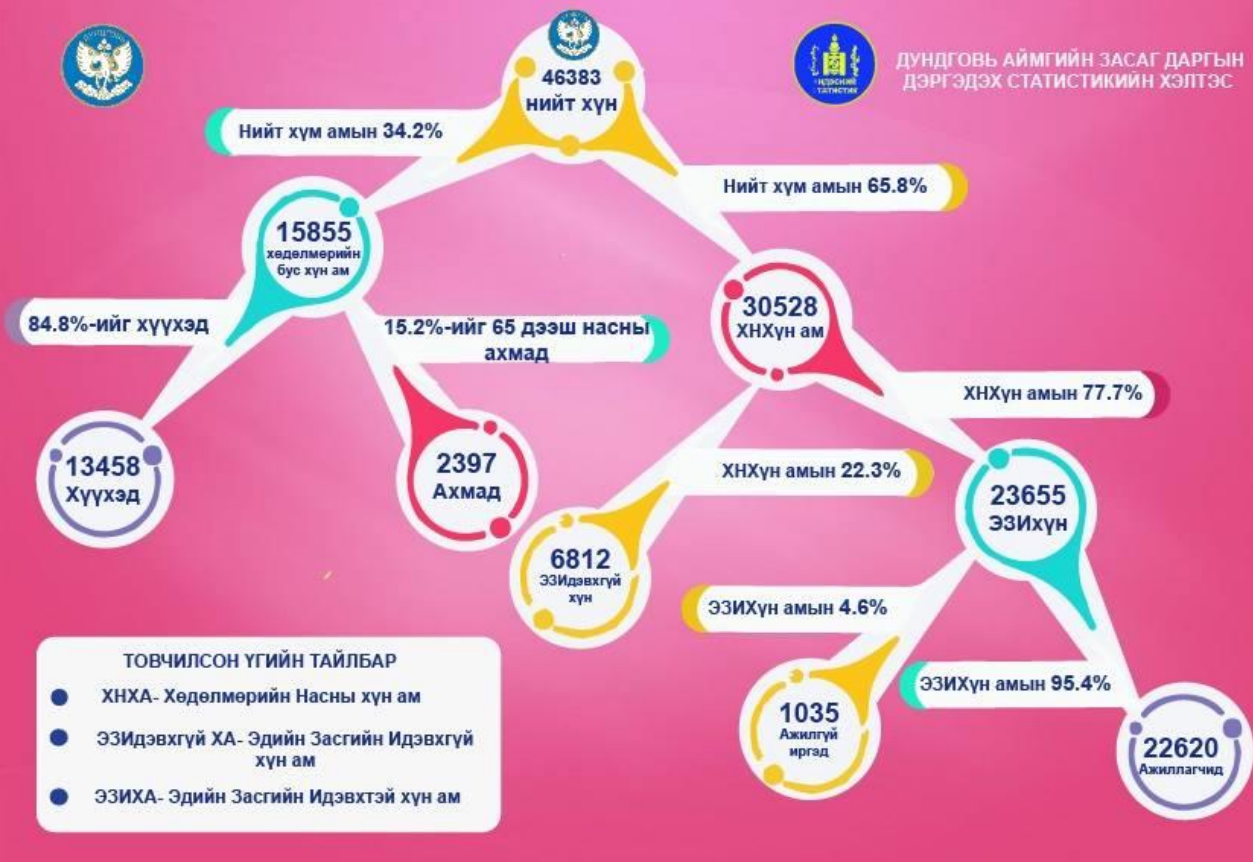 ДУНДГОВЬ
ҮНДЭСНИЙ
СТАТИСТИК
ДУНДГОВЬ АЙМГИЙН ЗАСАГ ДАРГЫН
ДЭРГЭДЭХ СТАТИСТИКИЙН ХЭЛТЭС
46383
НИЙТ ХҮН
Нийт хүм амын 34.2%
Нийт хүм амын 65.8%
15855
хөдөлмөрийн
бус хүн ам
30528
ХНХүн ам
84.8%-ийг хүүхэд
15.2%-ийг 65 дээш насны
ахмад
ХНХүн амын 77.7%
13458
Хүүхэд
2397
Ахмад
ХНХүн амын 22.3%
23655
ЭЗИхүн
6812
ЭЗИдэвхгүй
хүн
ЭЗИХүн амын 4.6%
ЭЗИХүн амын 95.4%
1035
Ажилгүй
иргэд
22620
Ажиллагчид
ТОВЧИЛСОН ҮГИЙН ТАЙЛБАР
ХНХА- Хөдөлмөрийн Насны хүн ам
ЭЗИдэвхгүй ХА- Эдийн Засгийн Идэвхгүй
хүн ам
ЭЗИХА- Эдийн Засгийн Идэвхтэй хүн ам